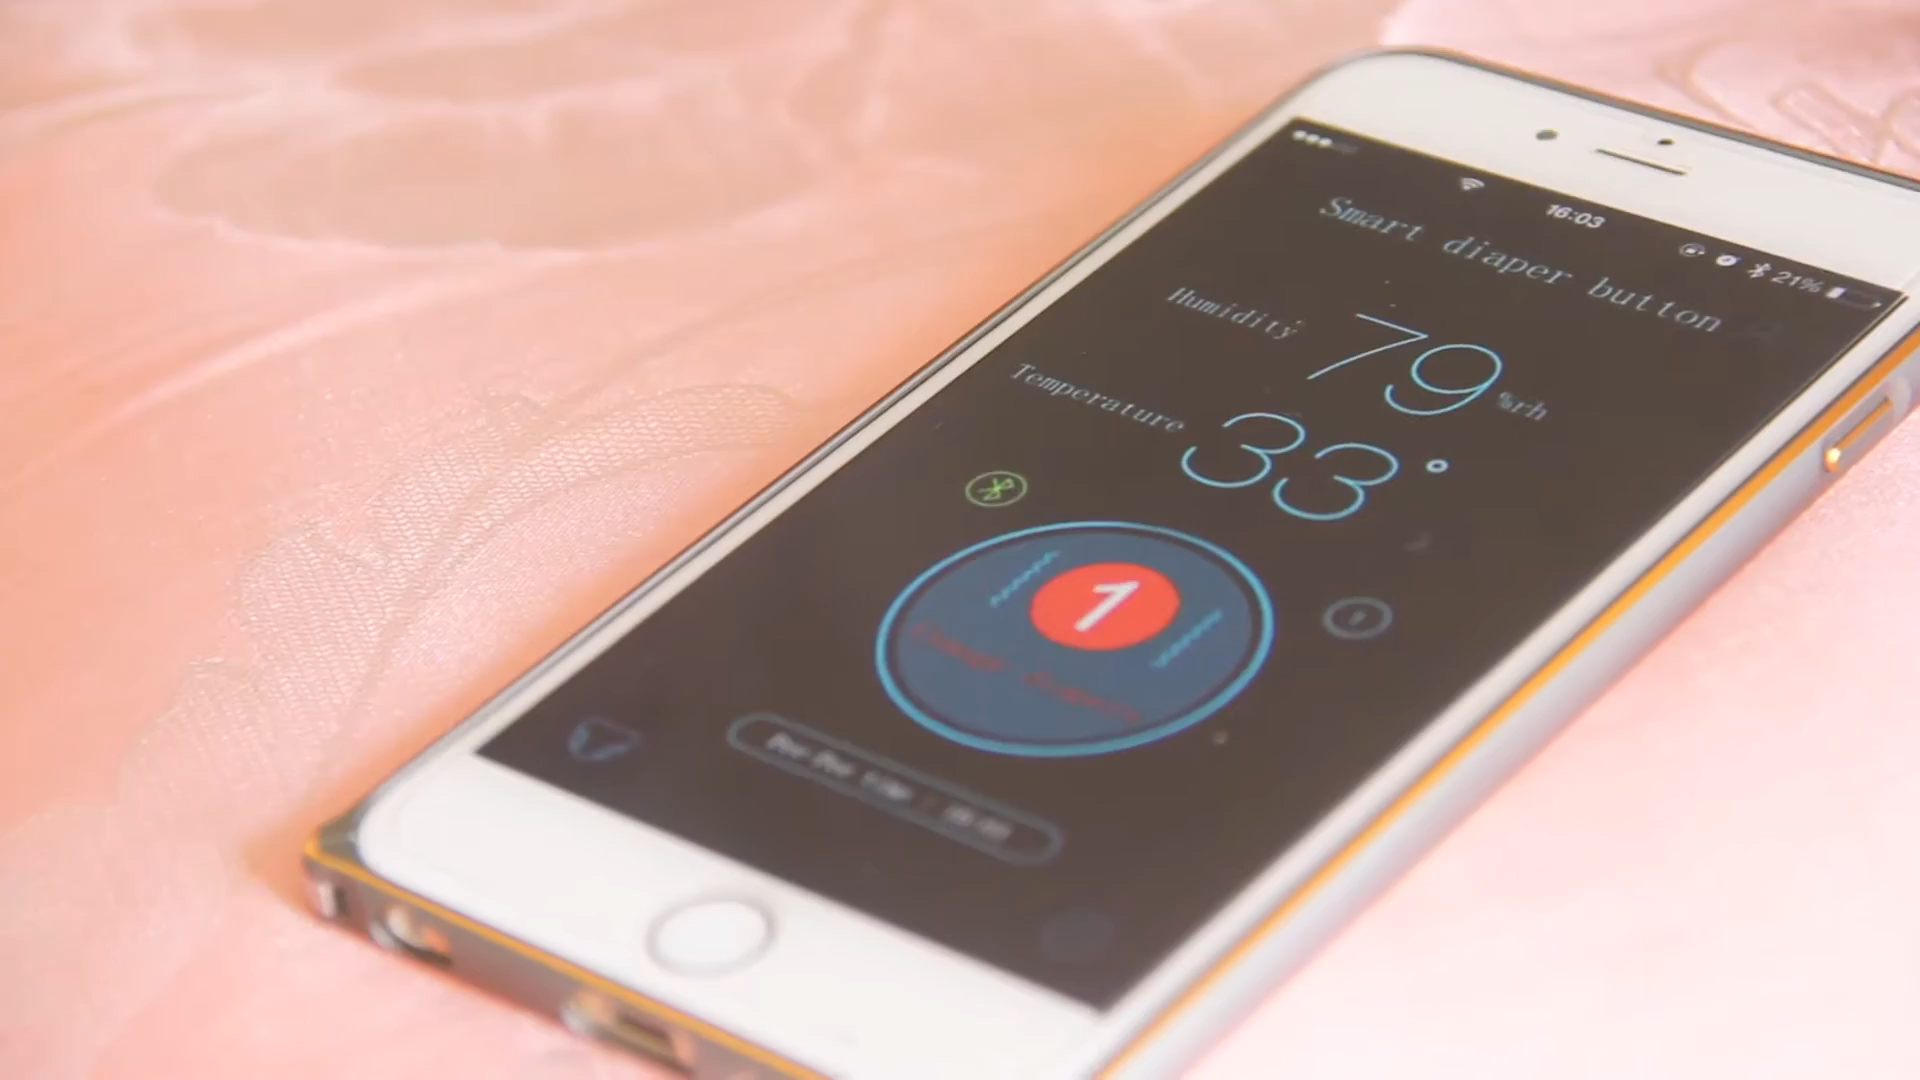 16:03
21%
Smart diaper button
Humidity 79 %rh
Temperature 33°
1